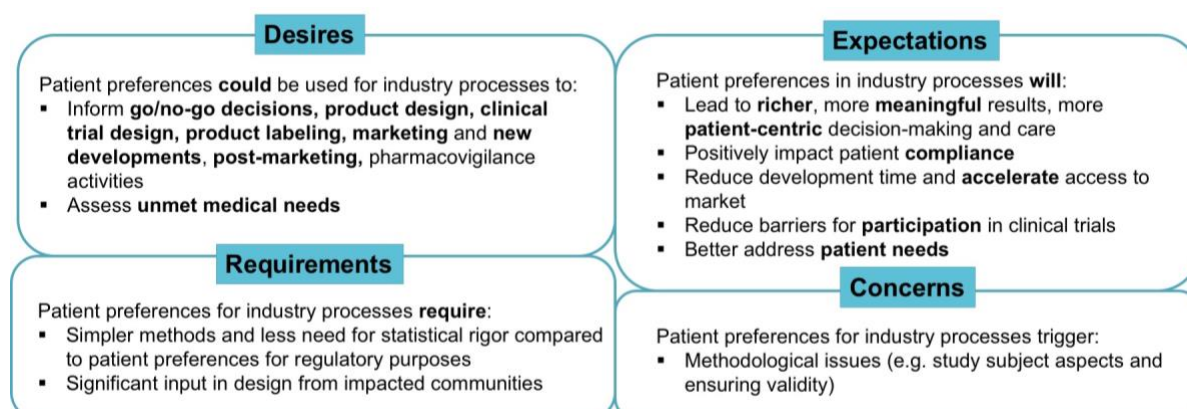 Desires
Patient preferences could be used for industry processes to:
▪ Inform go/no-go decisions, product design, clinical
trial design, product labeling, marketing and new
developments, post-marketing, pharmacovigilance
activities
▪ Assess unmet medical needs
Expectations
Patient preferences in industry processes will:
▪ Lead to richer, more meaningful results, more
patient-centric decision-making and care
▪ Positively impact patient compliance
▪ Reduce development time and accelerate access to
market
▪ Reduce barriers for participation in clinical trials
▪ Better address patient needs
Requirements
Patient preferences for industry processes require:
▪ Simpler methods and less need for statistical rigor compared
to patient preferences for regulatory purposes
▪ Significant input in design from impacted communities
Concerns
Patient preferences for industry processes trigger:
▪ Methodological issues (e.g. study subject aspects and
ensuring validity)